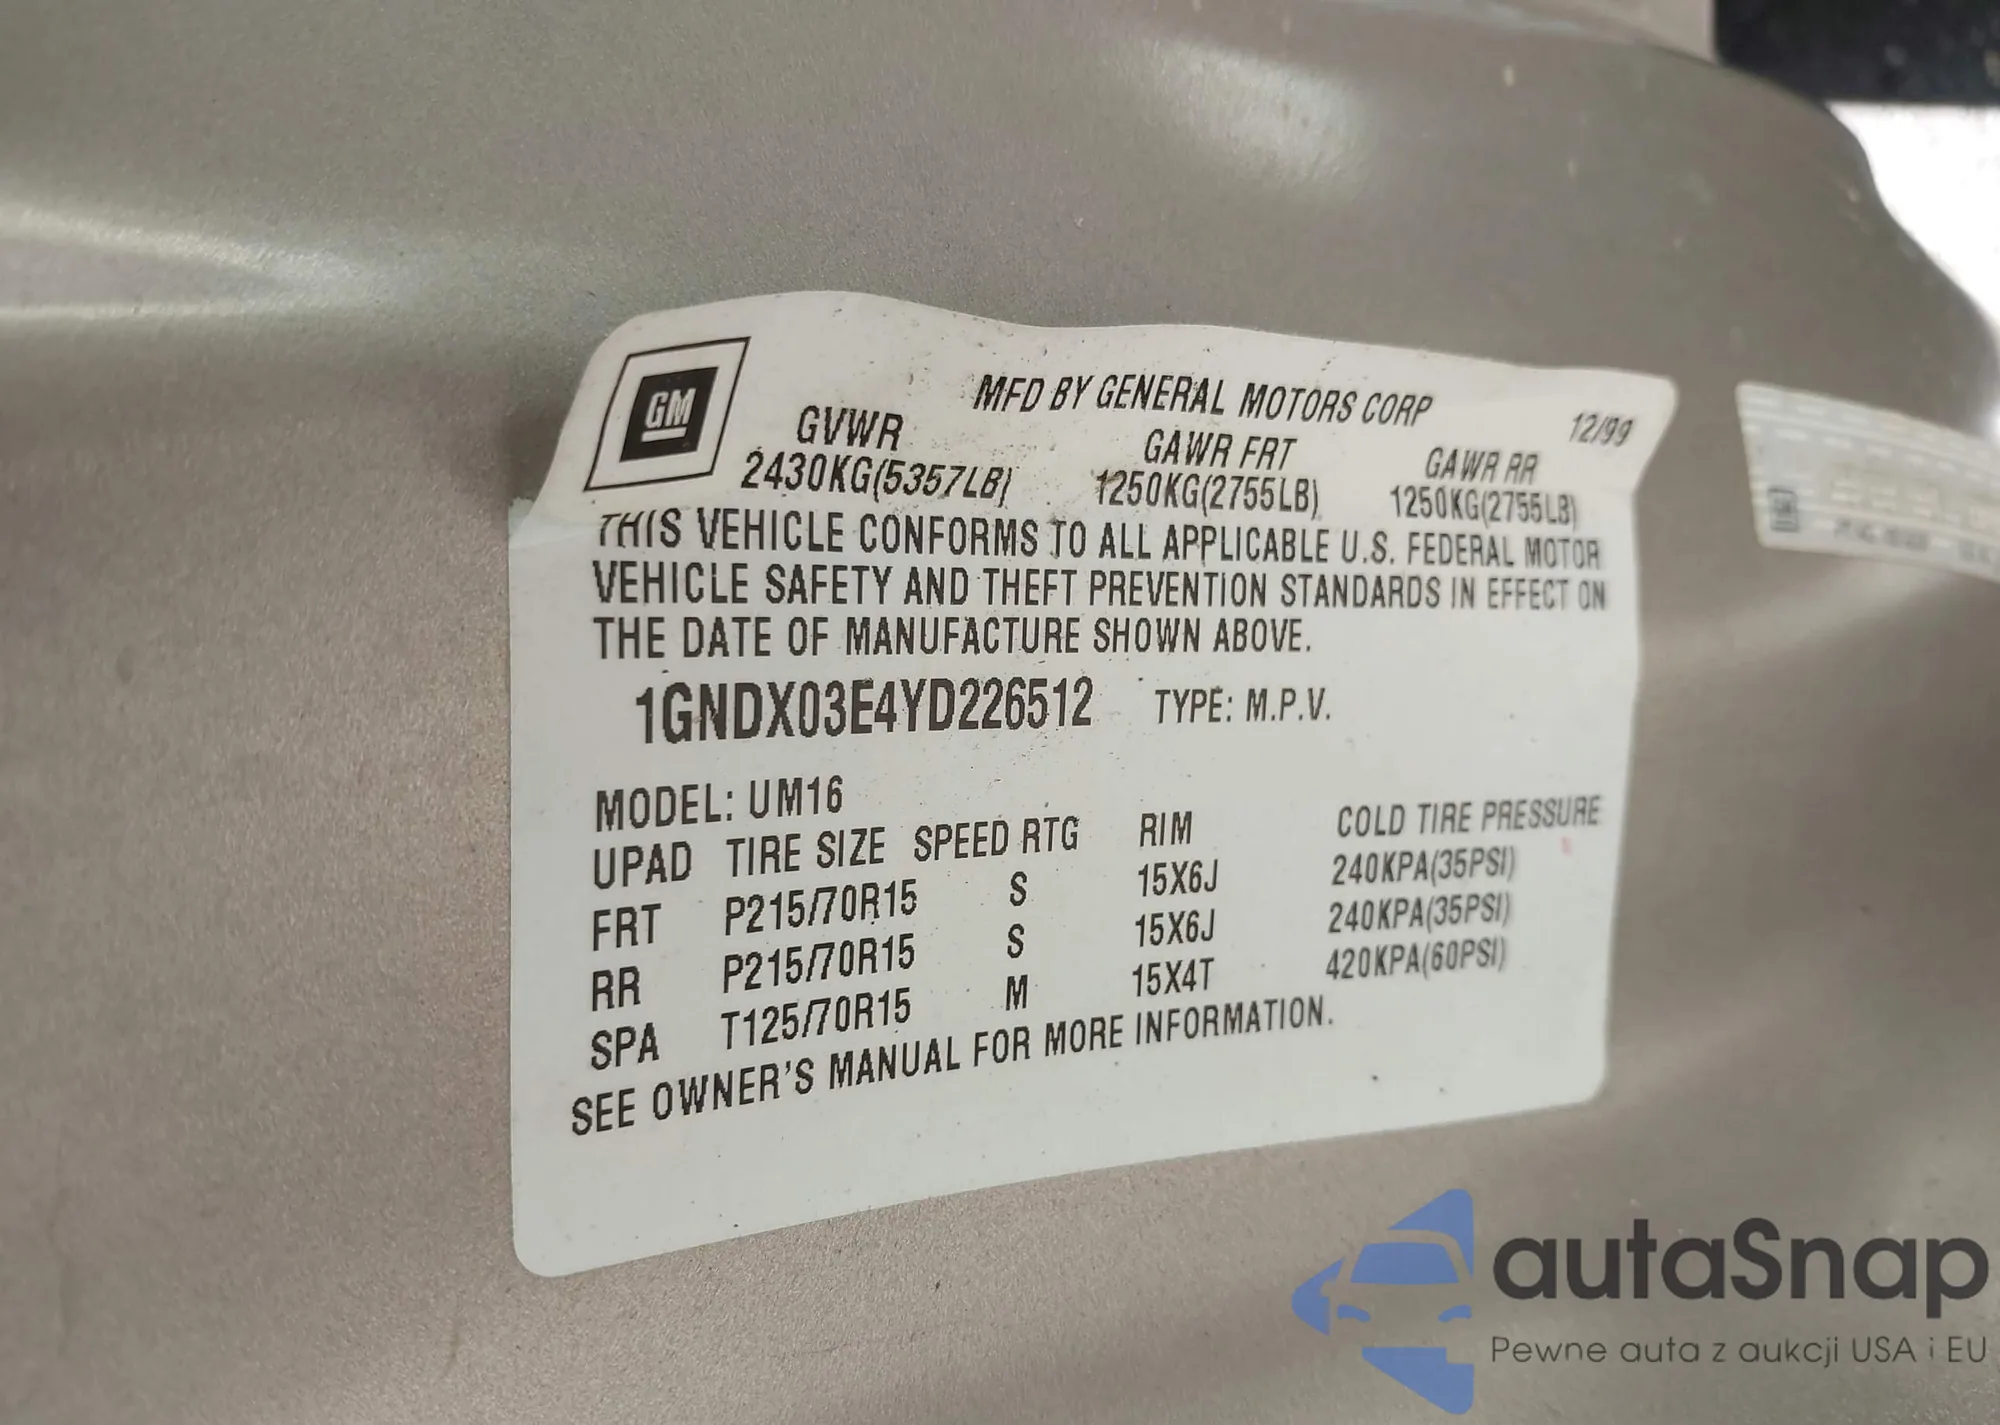 GM
MFD BY GENERAL MOTORS CORP 12/99
GVWR GAWR FRT GAWR RR
2430KG(5357LB) 1250KG(2755LB) 1250KG(2755LB)
THIS VEHICLE CONFORMS TO ALL APPLICABLE U.S. FEDERAL MOTOR
VEHICLE SAFETY AND THEFT PREVENTION STANDARDS IN EFFECT ON
THE DATE OF MANUFACTURE SHOWN ABOVE.
1GNDX03E4YD226512 TYPE: M.P.V.
MODEL: UM16
UPAD TIRE SIZE SPEED RTG RIM COLD TIRE PRESSURE
FRT P215/70R15 S 15X6J 240KPA(35PSI)
RR P215/70R15 S 15X6J 240KPA(35PSI)
SPA T125/70R15 M 15X4T 420KPA(60PSI)
SEE OWNER'S MANUAL FOR MORE INFORMATION.
autaSnap
Pewne auta z aukcji USA i EU